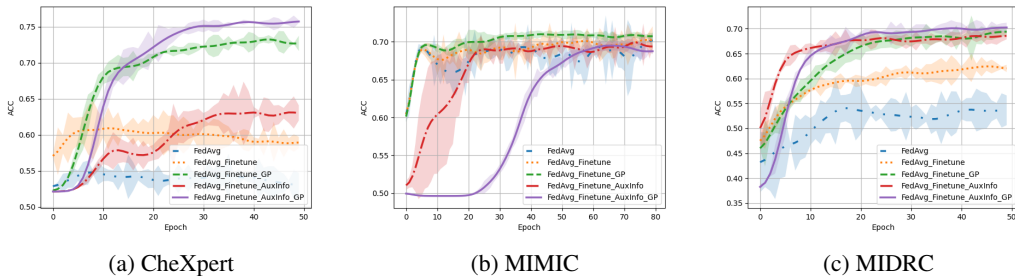 ACC
0.75
0.70
0.65
0.60
0.55
0.50
FedAvg
FedAvg_Finetune
FedAvg_Finetune_GP
FedAvg_Finetune_AuxInfo
FedAvg_Finetune_AuxInfo_GP
0 10 20 30 40 50
Epoch
(a) CheXpert
ACC
0.70
0.65
0.60
0.55
0.50
FedAvg
FedAvg_Finetune
FedAvg_Finetune_GP
FedAvg_Finetune_AuxInfo
FedAvg_Finetune_AuxInfo_GP
0 10 20 30 40 50 60 70 80
Epoch
(b) MIMIC
ACC
0.70
0.65
0.60
0.55
0.50
0.45
0.40
0.35
FedAvg
FedAvg_Finetune
FedAvg_Finetune_GP
FedAvg_Finetune_AuxInfo
FedAvg_Finetune_AuxInfo_GP
0 10 20 30 40 50
Epoch
(c) MIDRC